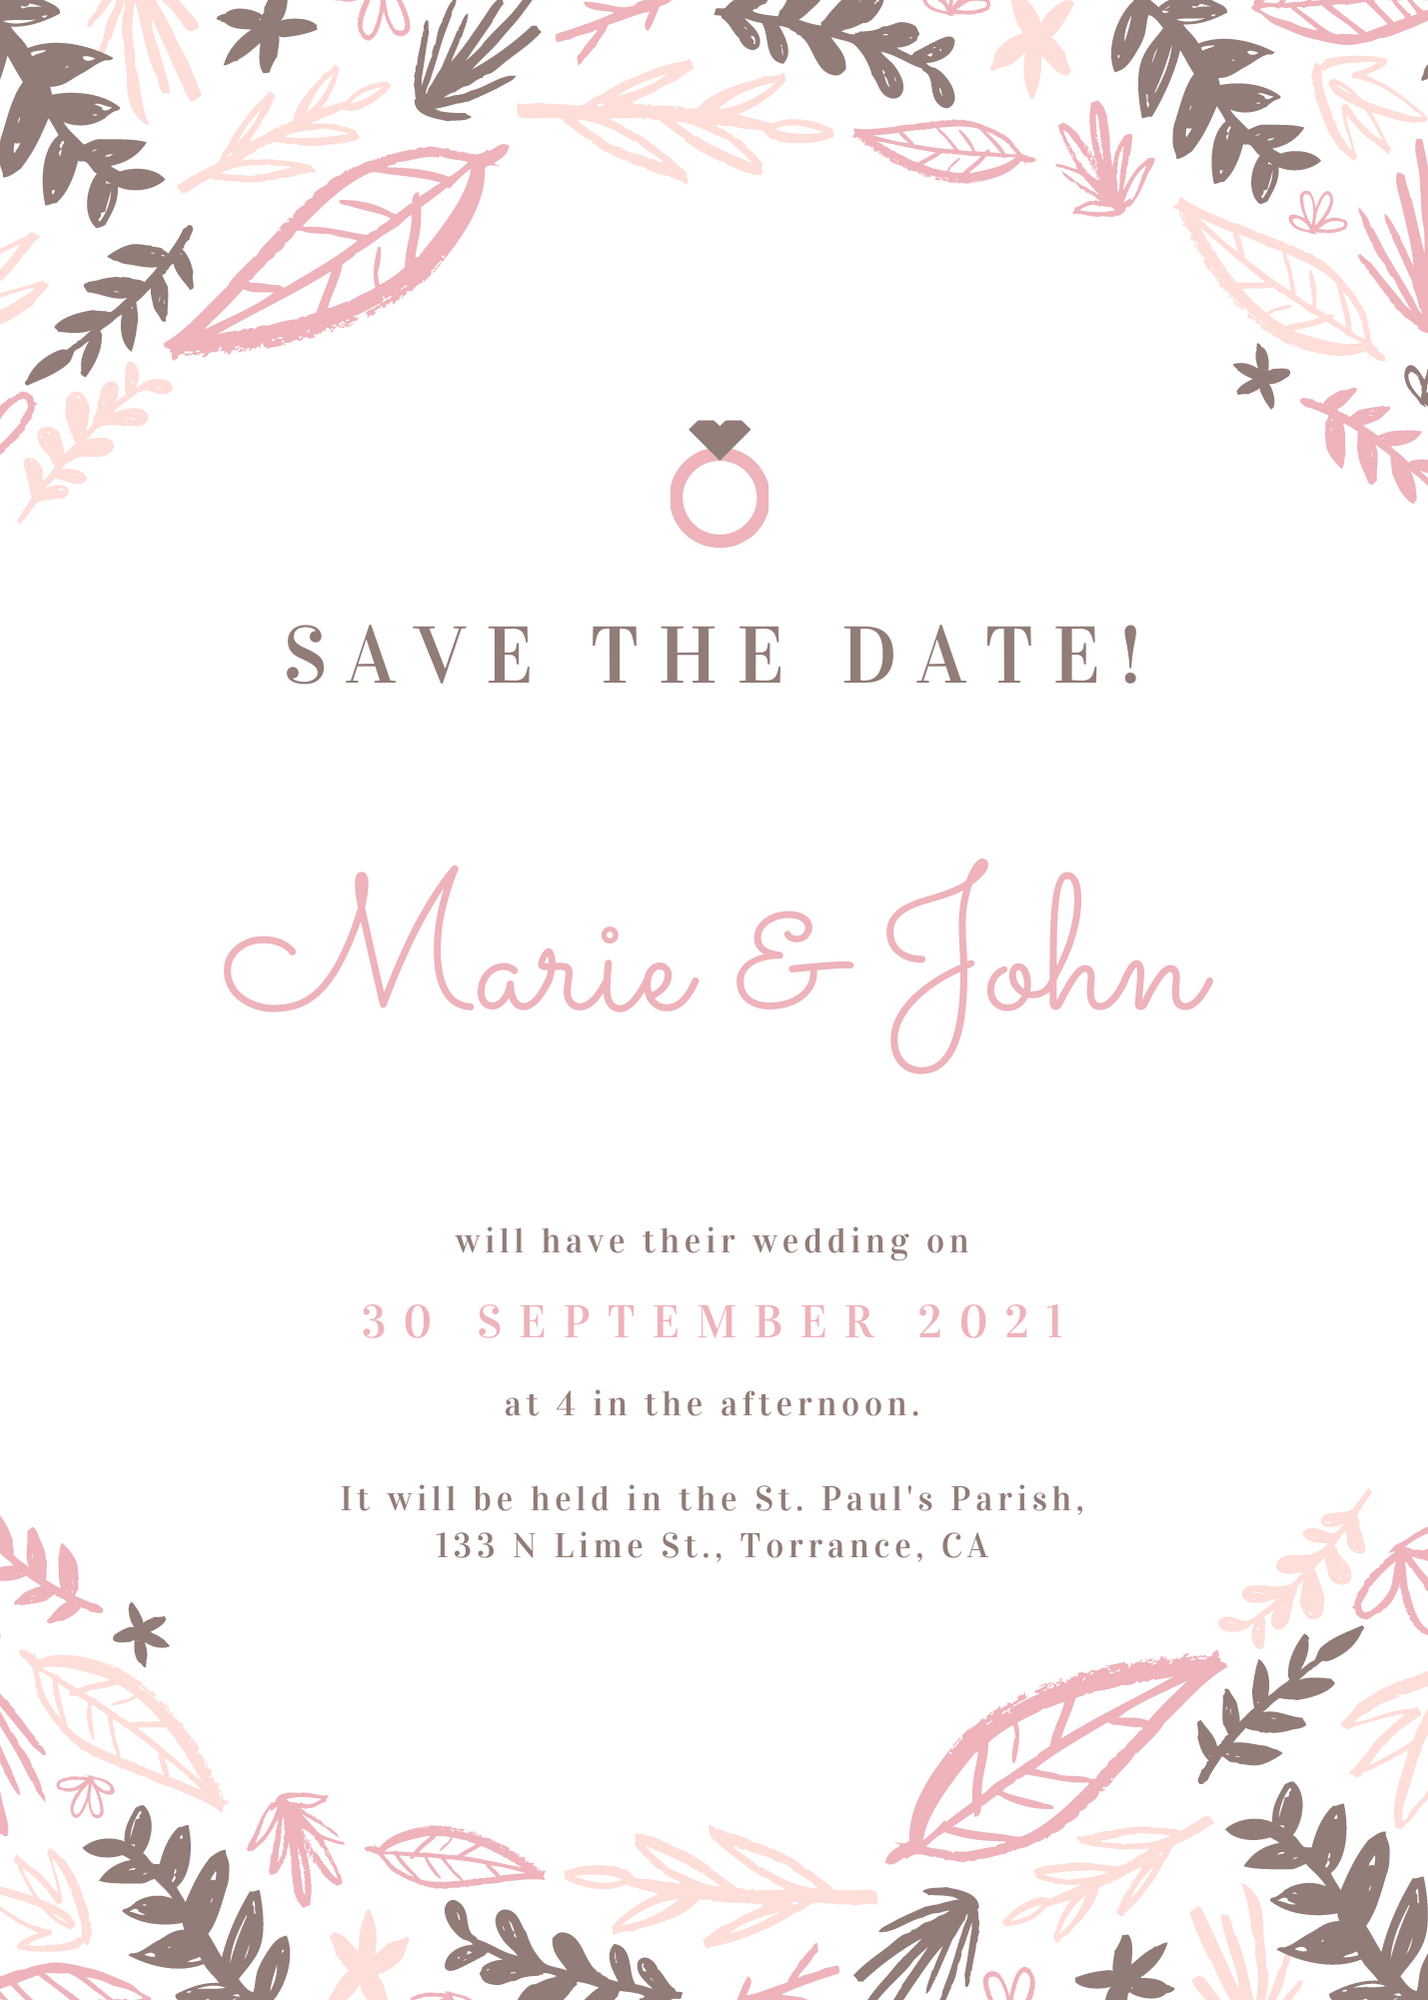 SAVE THE DATE!
Marie & John
will have their wedding on
30 SEPTEMBER 2021
at 4 in the afternoon.
It will be held in the St. Paul's Parish,
133 N Lime St., Torrance, CA